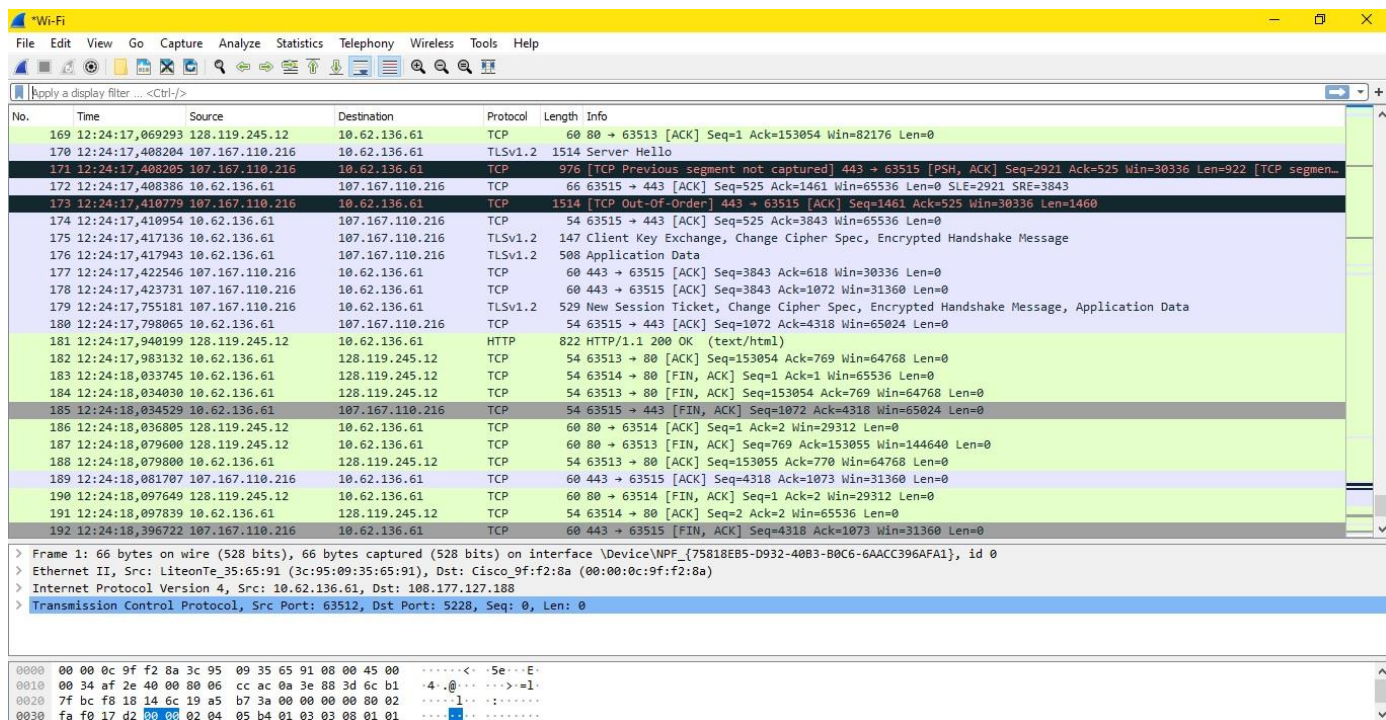 *Wi-Fi
File Edit View Go Capture Analyze Statistics Telephony Wireless Tools Help
Apply a display filter ... <Ctrl-/>
No. Time Source Destination Protocol Length Info
169 12:24:17,069293 128.119.245.12 10.62.136.61 TCP 60 80 → 63513 [ACK] Seq=1 Ack=153054 Win=82176 Len=0
170 12:24:17,408204 107.167.110.216 10.62.136.61 TLSv1.2 1514 Server Hello
171 12:24:17,408205 107.167.110.216 10.62.136.61 TCP 976 [TCP Previous segment not captured] 443 → 63515 [PSH, ACK] Seq=2921 Ack=525 Win=30336 Len=922 [TCP segmen…
172 12:24:17,408386 10.62.136.61 107.167.110.216 TCP 66 63515 → 443 [ACK] Seq=525 Ack=1461 Win=65536 Len=0 SLE=2921 SRE=3843
173 12:24:17,410779 107.167.110.216 10.62.136.61 TCP 1514 [TCP Out-Of-Order] 443 → 63515 [ACK] Seq=1461 Ack=525 Win=30336 Len=1460
174 12:24:17,410954 10.62.136.61 107.167.110.216 TCP 54 63515 → 443 [ACK] Seq=525 Ack=3843 Win=65536 Len=0
175 12:24:17,417136 10.62.136.61 107.167.110.216 TLSv1.2 147 Client Key Exchange, Change Cipher Spec, Encrypted Handshake Message
176 12:24:17,417943 10.62.136.61 107.167.110.216 TLSv1.2 508 Application Data
177 12:24:17,422546 107.167.110.216 10.62.136.61 TCP 60 443 → 63515 [ACK] Seq=3843 Ack=618 Win=30336 Len=0
178 12:24:17,423731 107.167.110.216 10.62.136.61 TCP 60 443 → 63515 [ACK] Seq=3843 Ack=1072 Win=31360 Len=0
179 12:24:17,755181 107.167.110.216 10.62.136.61 TLSv1.2 529 New Session Ticket, Change Cipher Spec, Encrypted Handshake Message, Application Data
180 12:24:17,798065 10.62.136.61 107.167.110.216 TCP 54 63515 → 443 [ACK] Seq=1072 Ack=4318 Win=65024 Len=0
181 12:24:17,940199 128.119.245.12 10.62.136.61 HTTP 822 HTTP/1.1 200 OK (text/html)
182 12:24:17,983132 10.62.136.61 128.119.245.12 TCP 54 63513 → 80 [ACK] Seq=153054 Ack=769 Win=64768 Len=0
183 12:24:18,033745 10.62.136.61 128.119.245.12 TCP 54 63514 → 80 [FIN, ACK] Seq=1 Ack=1 Win=65536 Len=0
184 12:24:18,034030 10.62.136.61 128.119.245.12 TCP 54 63513 → 80 [FIN, ACK] Seq=153054 Ack=769 Win=64768 Len=0
185 12:24:18,034529 10.62.136.61 107.167.110.216 TCP 54 63515 → 443 [FIN, ACK] Seq=1072 Ack=4318 Win=65024 Len=0
186 12:24:18,036805 128.119.245.12 10.62.136.61 TCP 60 80 → 63514 [ACK] Seq=1 Ack=2 Win=29312 Len=0
187 12:24:18,079600 128.119.245.12 10.62.136.61 TCP 60 80 → 63513 [FIN, ACK] Seq=769 Ack=153055 Win=144640 Len=0
188 12:24:18,079800 10.62.136.61 128.119.245.12 TCP 54 63513 → 80 [ACK] Seq=153055 Ack=770 Win=64768 Len=0
189 12:24:18,081707 107.167.110.216 10.62.136.61 TCP 60 443 → 63515 [ACK] Seq=4318 Ack=1073 Win=31360 Len=0
190 12:24:18,097649 128.119.245.12 10.62.136.61 TCP 60 80 → 63514 [FIN, ACK] Seq=1 Ack=2 Win=29312 Len=0
191 12:24:18,097839 10.62.136.61 128.119.245.12 TCP 54 63514 → 80 [ACK] Seq=2 Ack=2 Win=65536 Len=0
192 12:24:18,396722 107.167.110.216 10.62.136.61 TCP 60 443 → 63515 [FIN, ACK] Seq=4318 Ack=1073 Win=31360 Len=0
> Frame 1: 66 bytes on wire (528 bits), 66 bytes captured (528 bits) on interface \Device\NPF_{75818EB5-D932-40B3-B0C6-6AACC396AFA1}, id 0
> Ethernet II, Src: LiteonTe_35:65:91 (3c:95:09:35:65:91), Dst: Cisco_9f:f2:8a (00:00:0c:9f:f2:8a)
> Internet Protocol Version 4, Src: 10.62.136.61, Dst: 108.177.127.188
> Transmission Control Protocol, Src Port: 63512, Dst Port: 5228, Seq: 0, Len: 0
0000 00 00 0c 9f f2 8a 3c 95 09 35 65 91 08 00 45 00 ······<· ·5e···E·
0010 00 34 af 2e 40 00 80 06 cc ac 0a 3e 88 3d 6c b1 ·4·.@··· ···>·=l·
0020 7f bc f8 18 14 6c 19 a5 b7 3a 00 00 00 00 80 02 ·····l·· ·:······
0030 fa f0 17 d2 00 00 02 04 05 b4 01 03 03 08 01 01 ········ ········